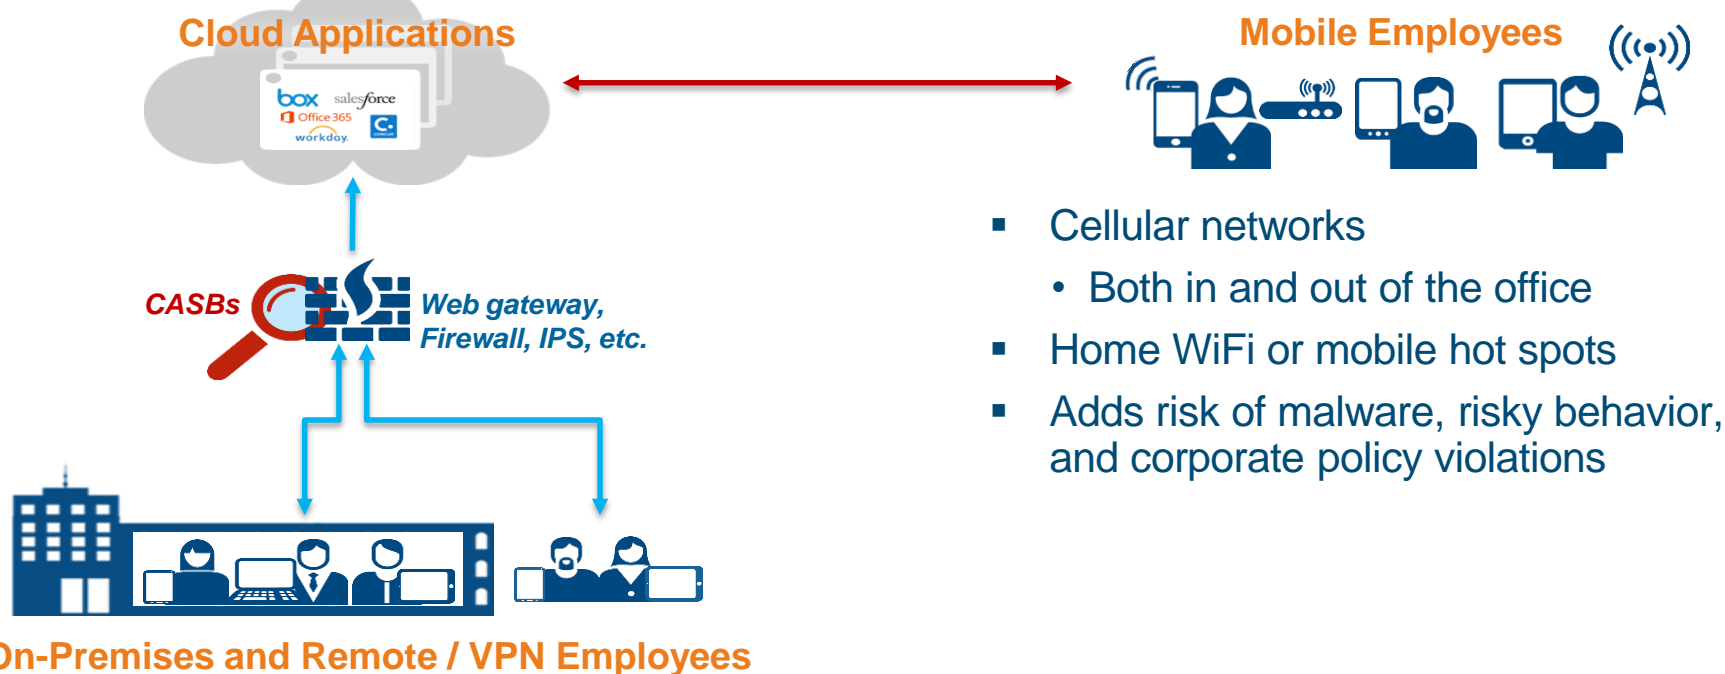 Cloud Applications
box salesforce
Office 365
C.
CONCUR
workday.
Mobile Employees
▪ Cellular networks
• Both in and out of the office
▪ Home WiFi or mobile hot spots
▪ Adds risk of malware, risky behavior,
and corporate policy violations
CASBs
Web gateway,
Firewall, IPS, etc.
On-Premises and Remote / VPN Employees